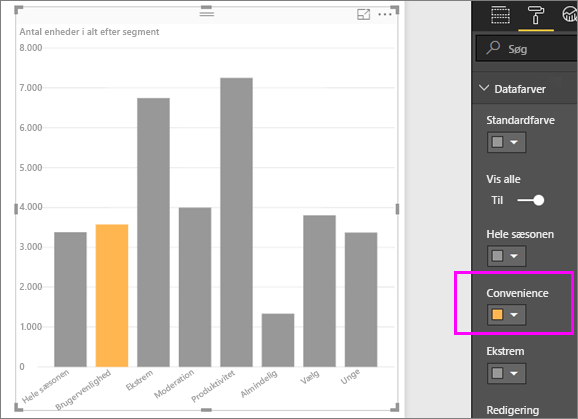 Antal enheder i alt efter segment
8.000
7.000
6.000
5.000
4.000
3.000
2.000
1.000
0
Hele sæsonen
Brugervenlighed
Ekstrem
Moderation
Produktivitet
Almindelig
Vælg
Unge
Søg
Datafarver
Standardfarve
Vis alle
Til
Hele sæsonen
Convenience
Ekstrem
Redigering